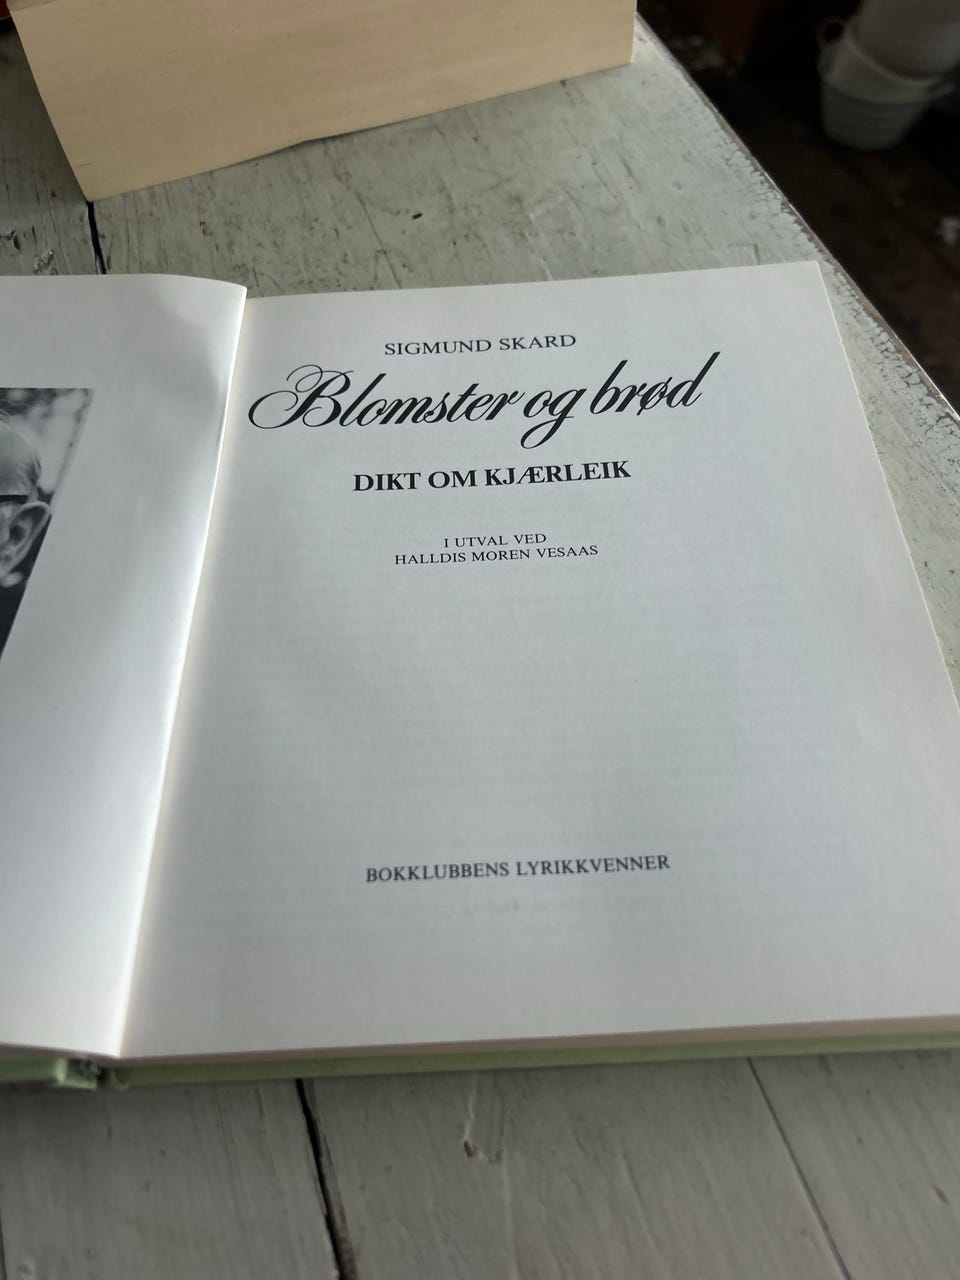 SIGMUND SKARD
Blomster og brød
DIKT OM KJÆRLEIK
I UTVAL VED
HALLDIS MOREN VESAAS
BOKKLUBBENS LYRIKKVENNER